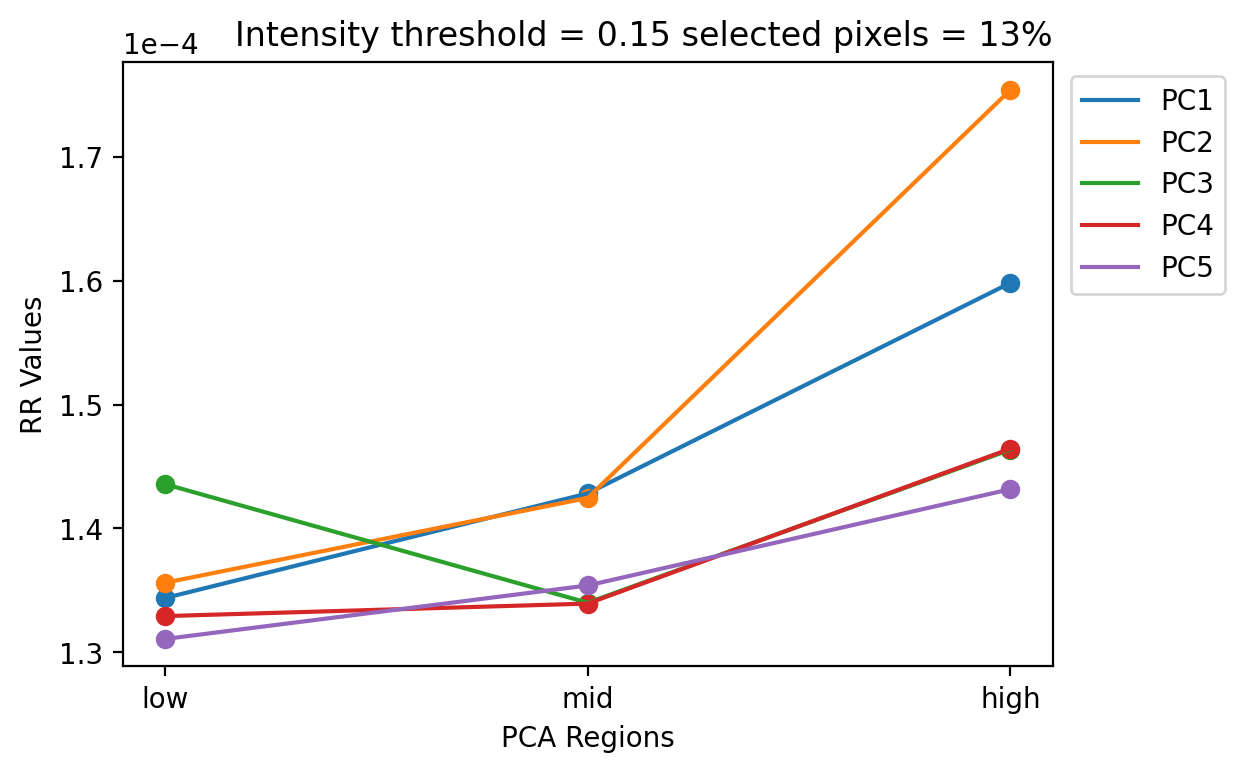 Intensity threshold = 0.15 selected pixels = 13%
1e−4
1.7
1.6
1.5
1.4
1.3
RR Values
low
mid
high
PCA Regions
PC1
PC2
PC3
PC4
PC5